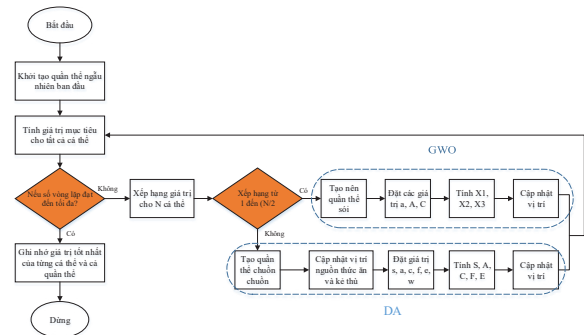 Bắt đầu
Khởi tạo quần thể ngẫu
nhiên ban đầu
Tính giá trị mục tiêu
cho tất cả cá thể
Nếu số vòng lặp đạt
đến tối đa?
Không
Xếp hạng giá trị
cho N cá thể
Xếp hạng từ
1 đến (N/2
Có
GWO
Tạo nên
quần thể
sói
Đặt các giá
trị a, A, C
Tính X1,
X2, X3
Cập nhật
vị trí
Có
Không
Ghi nhớ giá trị tốt nhất
của từng cá thể và cả
quần thể
Tạo quần
thể chuồn
chuồn
Cập nhật vị trí
nguồn thức ăn
và kẻ thù
Đặt giá trị
s, a, c, f, e,
w
Tính S, A,
C, F, E
Cập nhật
vị trí
DA
Dừng